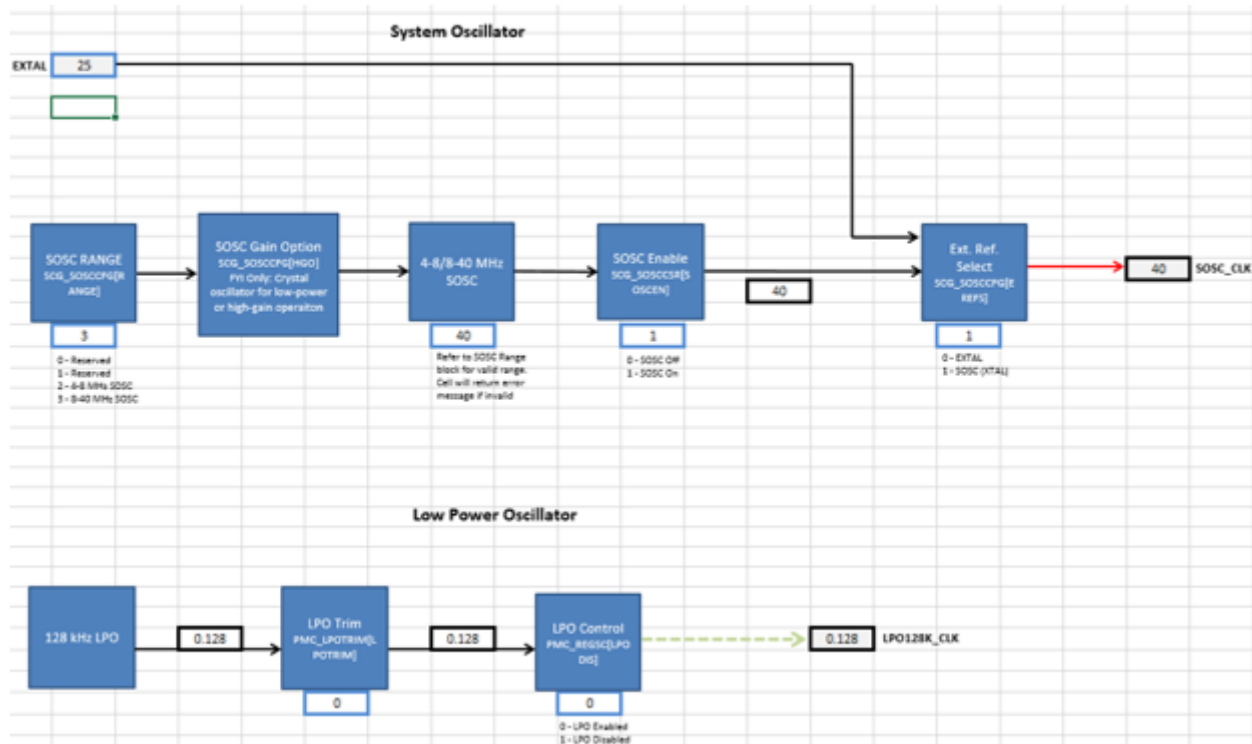 System Oscillator
EXTAL 25
SOSC RANGE
SCG_SOSCCFG[R
ANGE]
3
0 - Reserved
1 - Reserved
2 - 4-8 MHz SOSC
3 - 8-40 MHz SOSC
SOSC Gain Option
SCG_SOSCCFG[HGO]
FYI Only: Crystal
oscillator for low-power
or high-gain operaiton
4-8/8-40 MHz
SOSC
40
Refer to SOSC Range
block for valid range.
Cell will return error
message if invalid
SOSC Enable
SCG_SOSCCSR[S
OSCEN]
1
0 - SOSC Off
1 - SOSC On
40
Ext. Ref.
Select
SCG_SOSCCFG[E
REFS]
1
0 - EXTAL
1 - SOSC (XTAL)
40 SOSC_CLK
Low Power Oscillator
128 kHz LPO
0.128
LPO Trim
PMC_LPOTRIM[L
POTRIM]
0
0.128
LPO Control
PMC_REGSC[LPO
DIS]
0
0 - LPO Enabled
1 - LPO Disabled
0.128 LPO128K_CLK